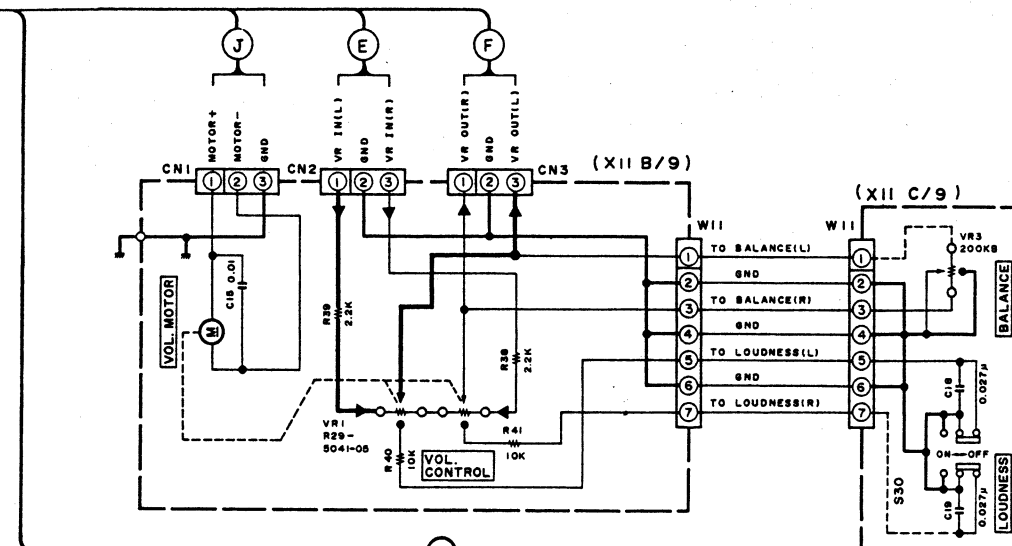 J
E
F
MOTOR+
MOTOR-
GND
VR IN(L)
GND
VR IN(R)
VR OUT(R)
GND
VR OUT(L)
CN1
1 2 3
CN2
1 2 3
1 2 3
CN3
(X11 B/9)
(X11 C/9)
W11
W11
1 TO BALANCE(L) 1
2 GND 2
3 TO BALANCE(R) 3
4 GND 4
5 TO LOUDNESS(L) 5
6 GND 6
7 TO LOUDNESS(R) 7
VR3
200KB
BALANCE
VOL. MOTOR
C15 0.01
M
R39
2.2K
R38
2.2K
VR1
R29-
5041-05
R40
10K
R41
10K
VOL.
CONTROL
C18
0.027μ
ON OFF
S30
C19
0.027μ
LOUDNESS